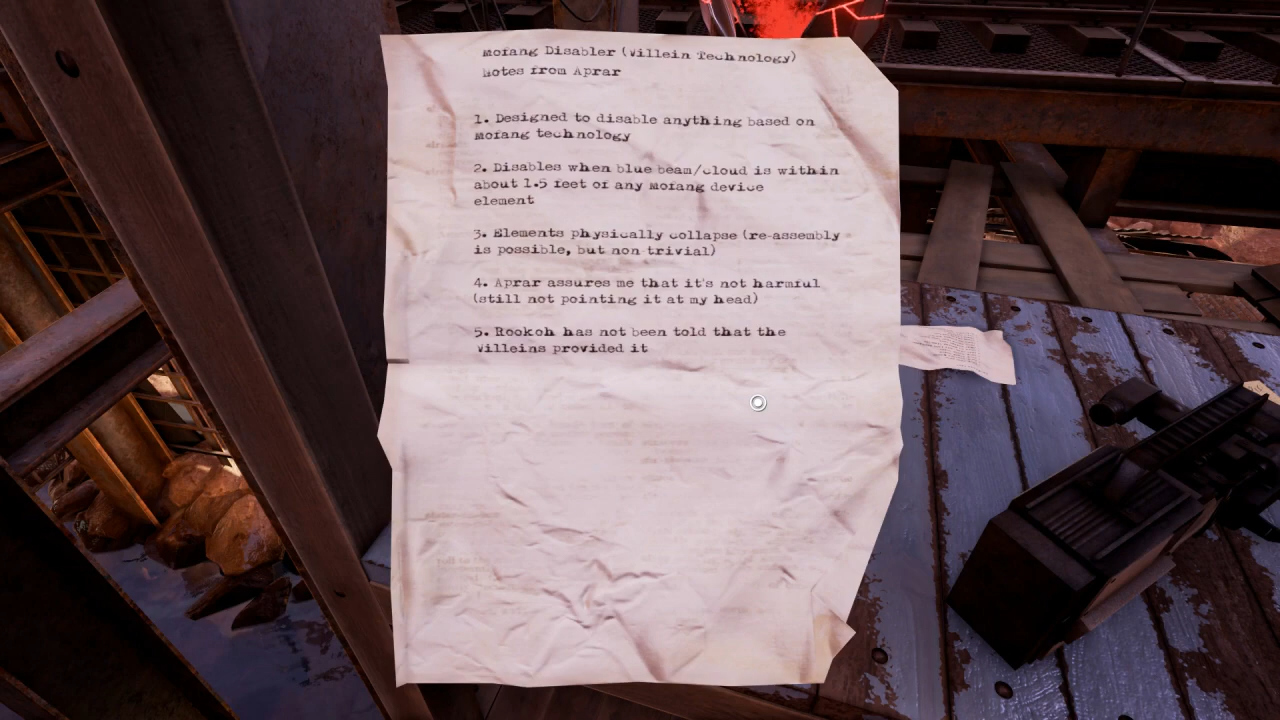 Mofang Disabler (Villein Technology)
Notes from Aprar
1. Designed to disable anything based on
Mofang technology
2. Disables when blue beam/cloud is within
about 1.5 feet of any Mofang device
element
3. Elements physically collapse (re-assembly
is possible, but non trivial)
4. Aprar assures me that it's not harmful
(still not pointing it at my head)
5. Rookoh has not been told that the
Villeins provided it